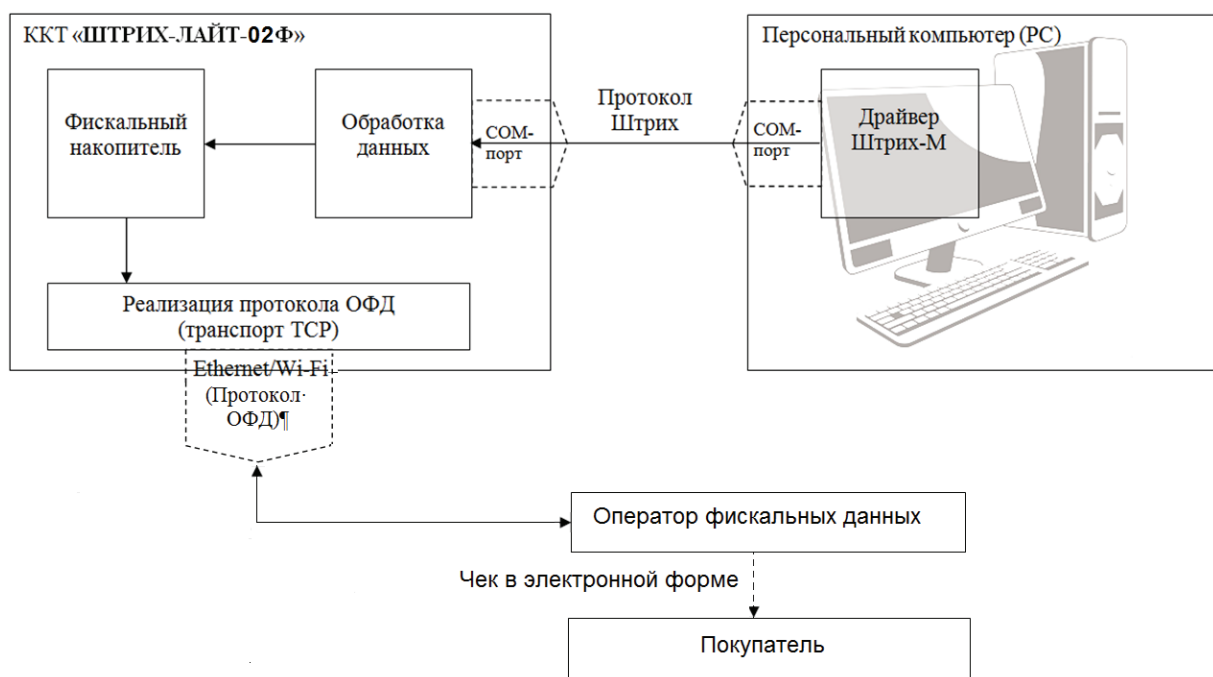 ККТ «ШТРИХ-ЛАЙТ-02Ф»
Персональный компьютер (PC)
Фискальный
накопитель
Обработка
данных
COM-
порт
Протокол
Штрих
COM-
порт
Драйвер
Штрих-М
Реализация протокола ОФД
(транспорт TCP)
Ethernet/Wi-Fi
(Протокол·
ОФД)¶
Оператор фискальных данных
Чек в электронной форме
Покупатель